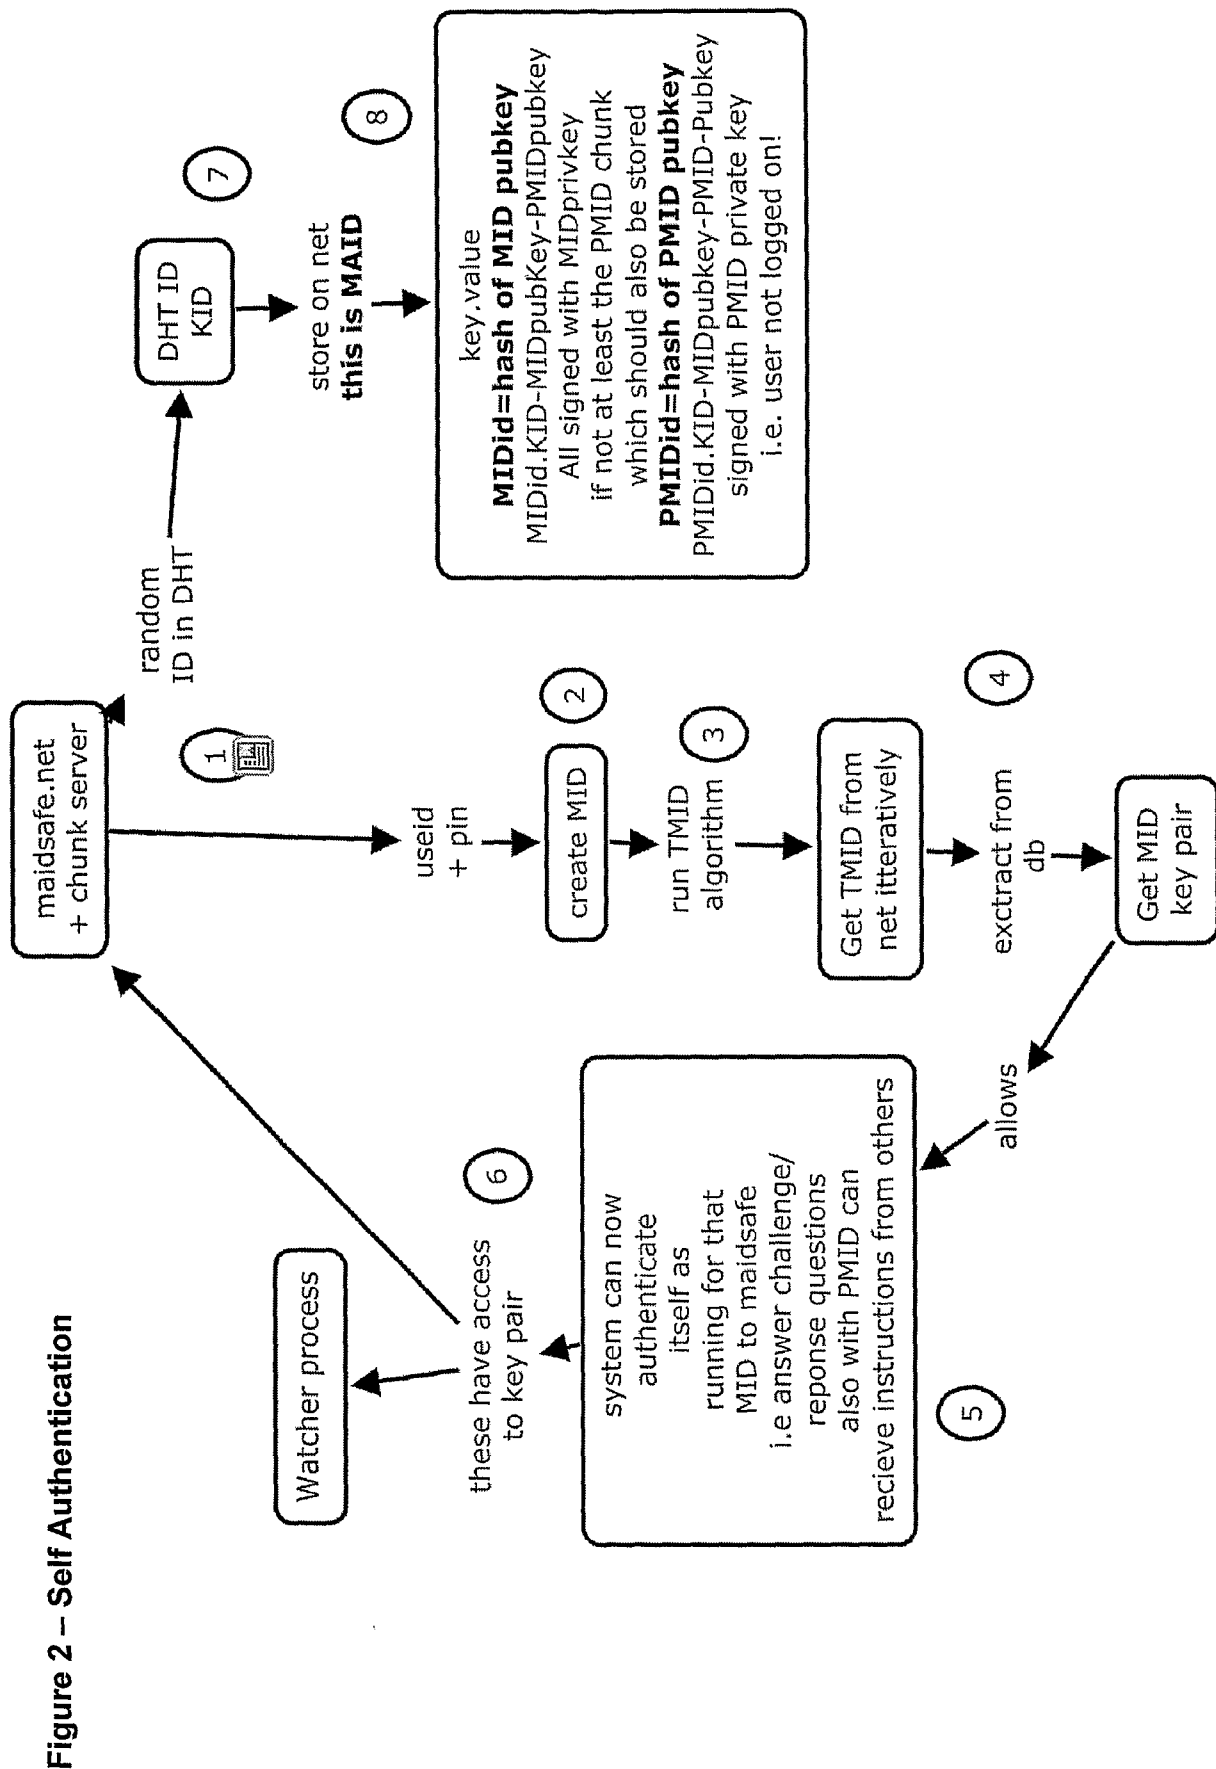 Figure 2 – Self Authentication
maidsafe.net
+ chunk server
1
useid
+ pin
create MID
2
run TMID
algorithm
3
Get TMID from
net itteratively
exctract from
db
4
Get MID
key pair
allows
system can now
authenticate
itself as
running for that
MID to maidsafe
i.e answer challenge/
reponse questions
also with PMID can
recieve instructions from others
5
these have access
to key pair
6
Watcher process
random
ID in DHT
DHT ID
KID
7
store on net
this is MAID
8
key.value
MIDid=hash of MID pubkey
MIDid.KID-MIDpubKey-PMIDpubkey
All signed with MIDprivkey
if not at least the PMID chunk
which should also be stored
PMIDid=hash of PMID pubkey
PMIDid.KID-MIDpubkey-PMID-Pubkey
signed with PMID private key
i.e. user not logged on!